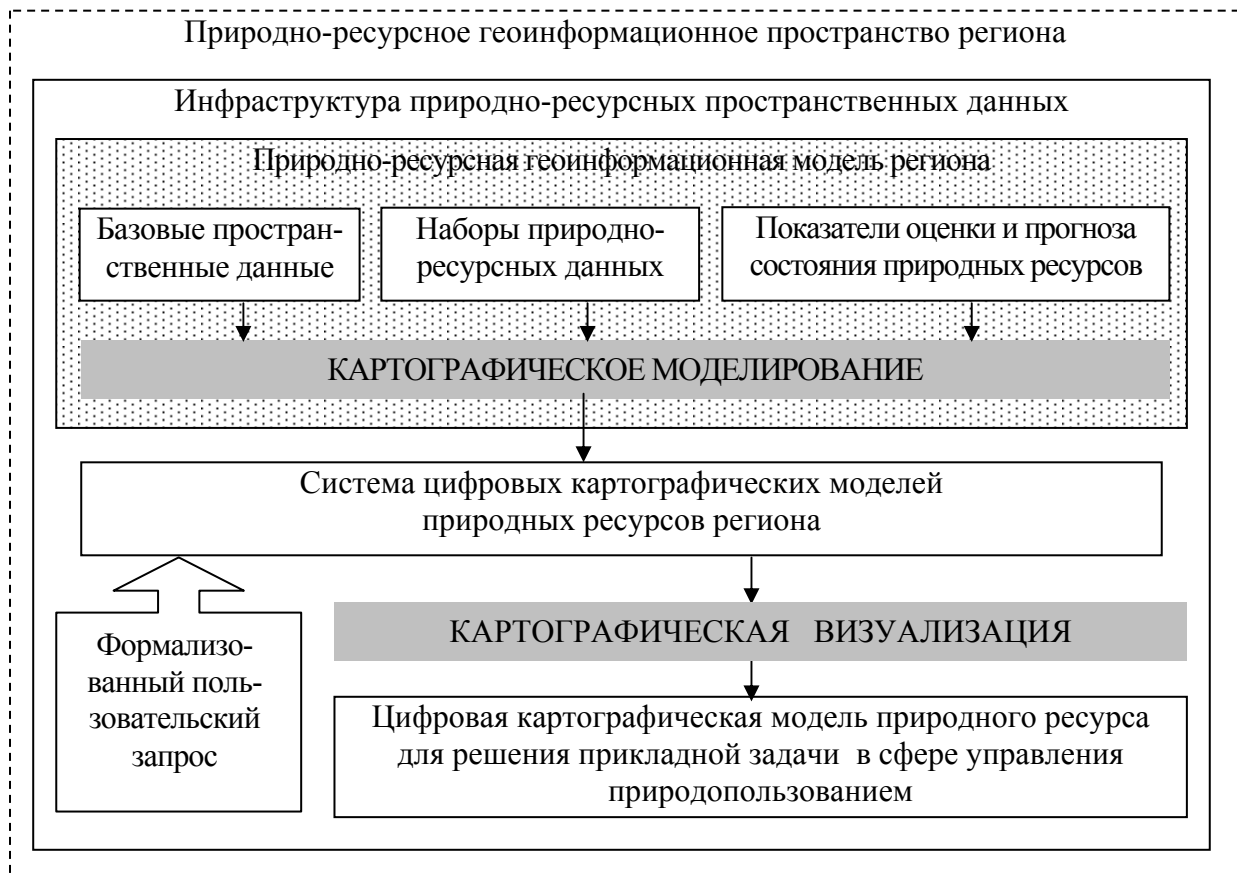 Природно-ресурсное геоинформационное пространство региона
Инфраструктура природно-ресурсных пространственных данных
Природно-ресурсная геоинформационная модель региона
Базовые простран-
ственные данные
Наборы природно-
ресурсных данных
Показатели оценки и прогноза
состояния природных ресурсов
КАРТОГРАФИЧЕСКОЕ МОДЕЛИРОВАНИЕ
Система цифровых картографических моделей
природных ресурсов региона
Формализо-
ванный поль-
зовательский
запрос
КАРТОГРАФИЧЕСКАЯ ВИЗУАЛИЗАЦИЯ
Цифровая картографическая модель природного ресурса
для решения прикладной задачи в сфере управления
природопользованием